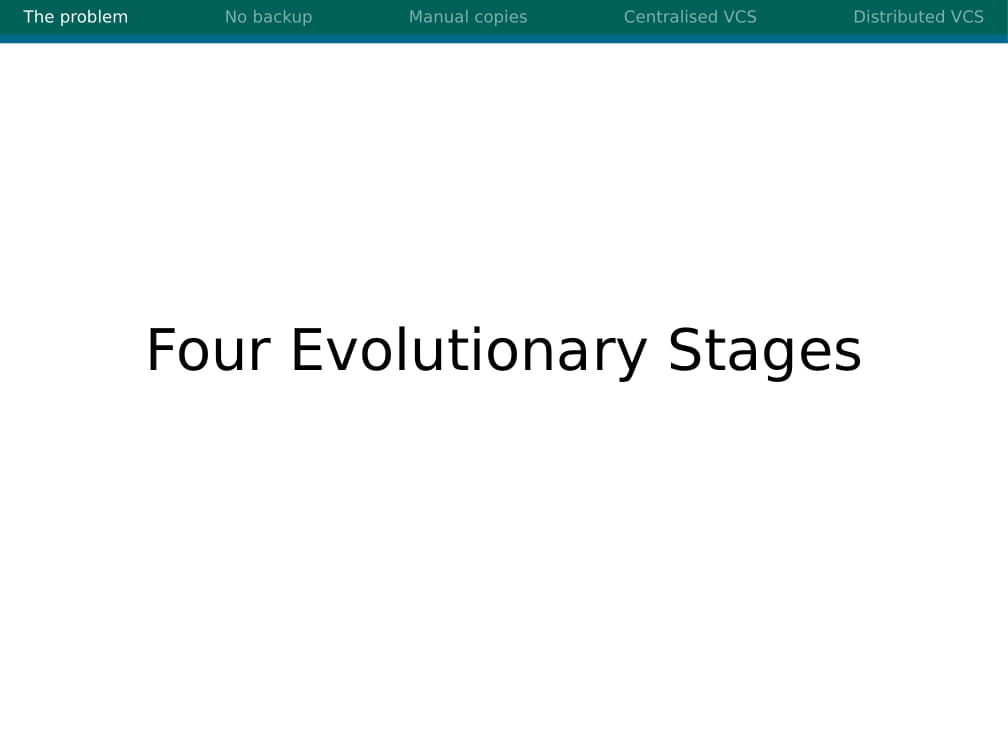 The problem No backup Manual copies Centralised VCS Distributed VCS
Four Evolutionary Stages